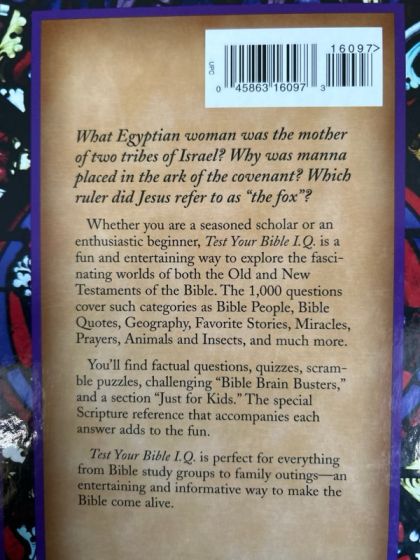 16097>
UPC
0 45863 16097 3
What Egyptian woman was the mother
of two tribes of Israel? Why was manna
placed in the ark of the covenant? Which
ruler did Jesus refer to as "the fox"?
Whether you are a seasoned scholar or an
enthusiastic beginner, Test Your Bible I.Q. is a
fun and entertaining way to explore the fasci-
nating worlds of both the Old and New
Testaments of the Bible. The 1,000 questions
cover such categories as Bible People, Bible
Quotes, Geography, Favorite Stories, Miracles,
Prayers, Animals and Insects, and much more.
You'll find factual questions, quizzes, scram-
ble puzzles, challenging "Bible Brain Busters,"
and a section "Just for Kids." The special
Scripture reference that accompanies each
answer adds to the fun.
Test Your Bible I.Q. is perfect for everything
from Bible study groups to family outings—an
entertaining and informative way to make the
Bible come alive.